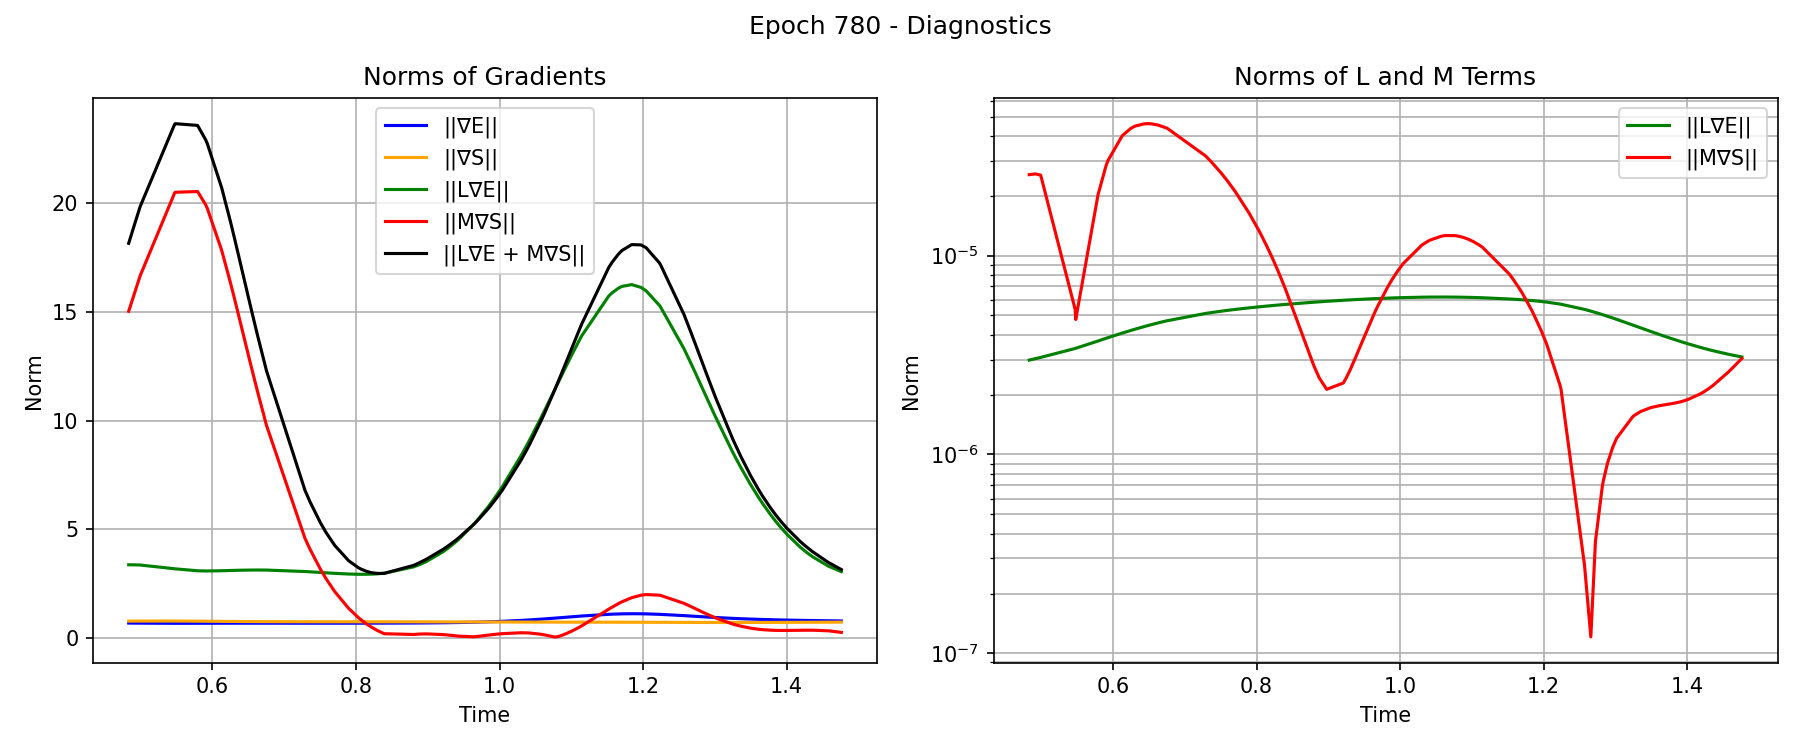 Epoch 780 - Diagnostics
Norms of Gradients
||∇E||
||∇S||
||L∇E||
||M∇S||
||L∇E + M∇S||
20
15
10
5
0
Norm
0.6 0.8 1.0 1.2 1.4
Time
Norms of L and M Terms
||L∇E||
||M∇S||
10⁻⁵
10⁻⁶
10⁻⁷
Norm
0.6 0.8 1.0 1.2 1.4
Time